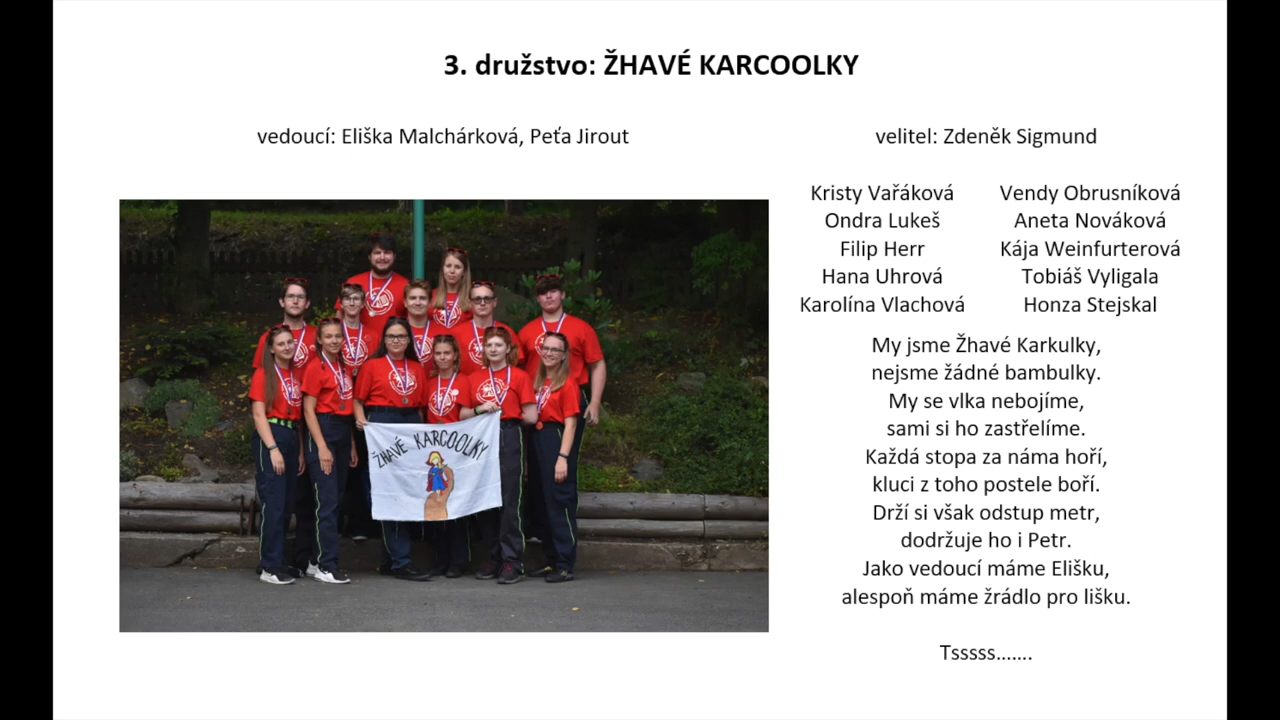 3. družstvo: ŽHAVÉ KARCOOLKY
vedoucí: Eliška Malchárková, Peťa Jirout
velitel: Zdeněk Sigmund
Kristy Vařáková
Ondra Lukeš
Filip Herr
Hana Uhrová
Karolína Vlachová
Vendy Obrusníková
Aneta Nováková
Kája Weinfurterová
Tobiáš Vyligala
Honza Stejskal
ŽHAVÉ KARCOOLKY
My jsme Žhavé Karkulky,
nejsme žádné bambulky.
My se vlka nebojíme,
sami si ho zastřelíme.
Každá stopa za náma hoří,
kluci z toho postele boří.
Drží si však odstup metr,
dodržuje ho i Petr.
Jako vedoucí máme Elišku,
alespoň máme žrádlo pro lišku.
Tsssss.......